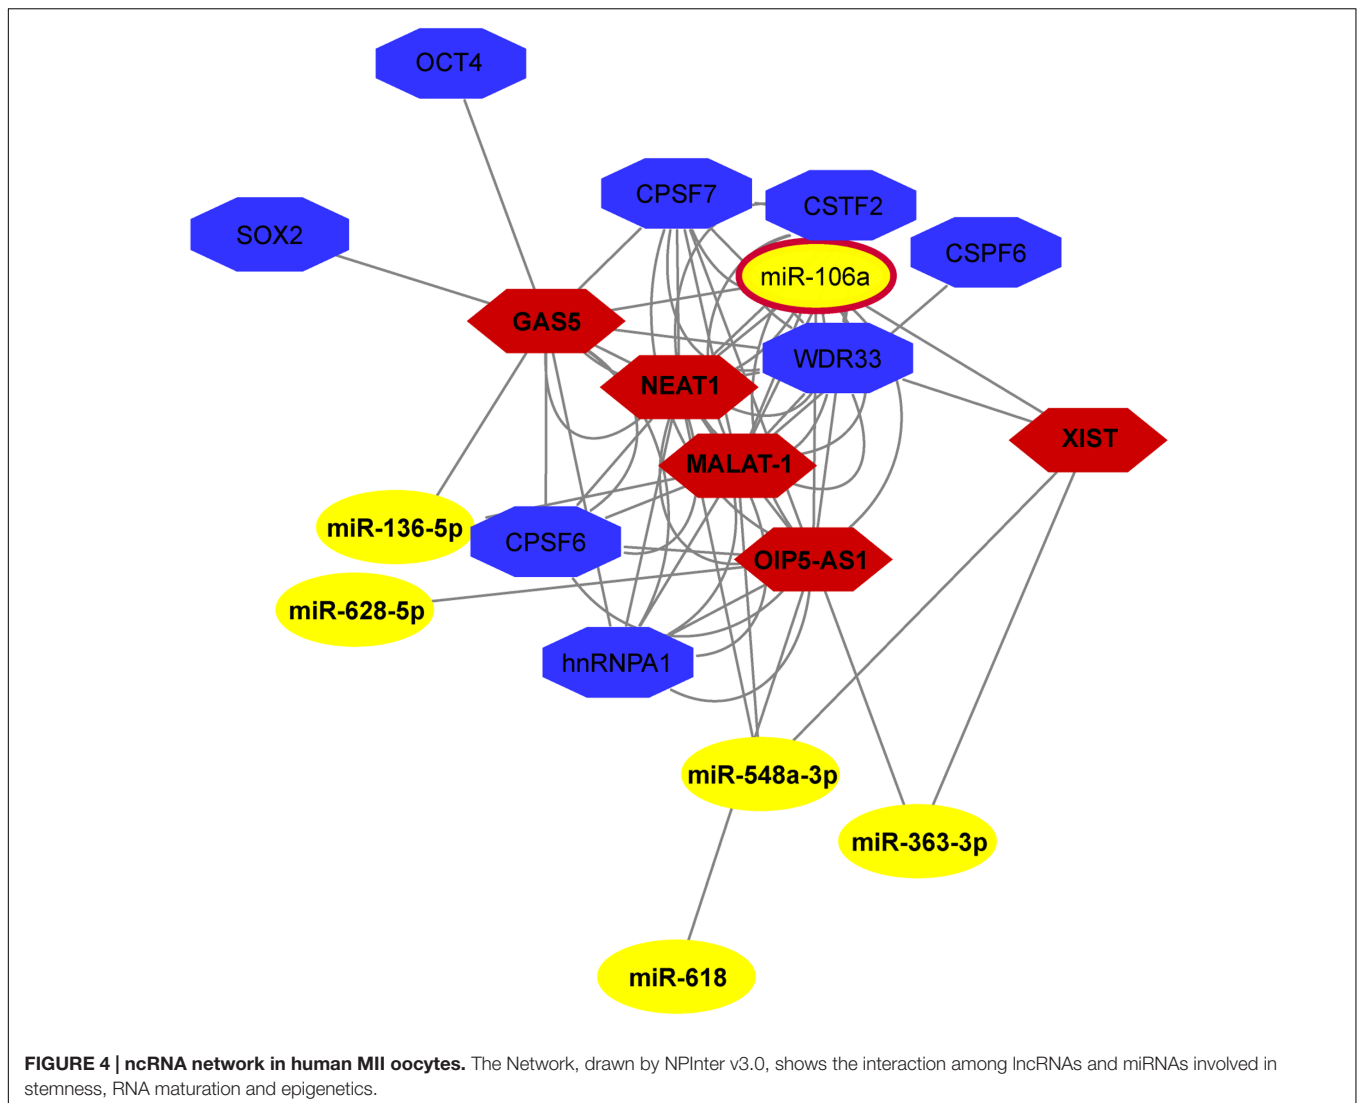 OCT4
CPSF7
CSTF2
SOX2
CSPF6
miR-106a
GAS5
WDR33
NEAT1
XIST
MALAT-1
miR-136-5p
CPSF6
OIP5-AS1
miR-628-5p
hnRNPA1
miR-548a-3p
miR-363-3p
miR-618
FIGURE 4 | ncRNA network in human MII oocytes. The Network, drawn by NPInter v3.0, shows the interaction among lncRNAs and miRNAs involved in
stemness, RNA maturation and epigenetics.